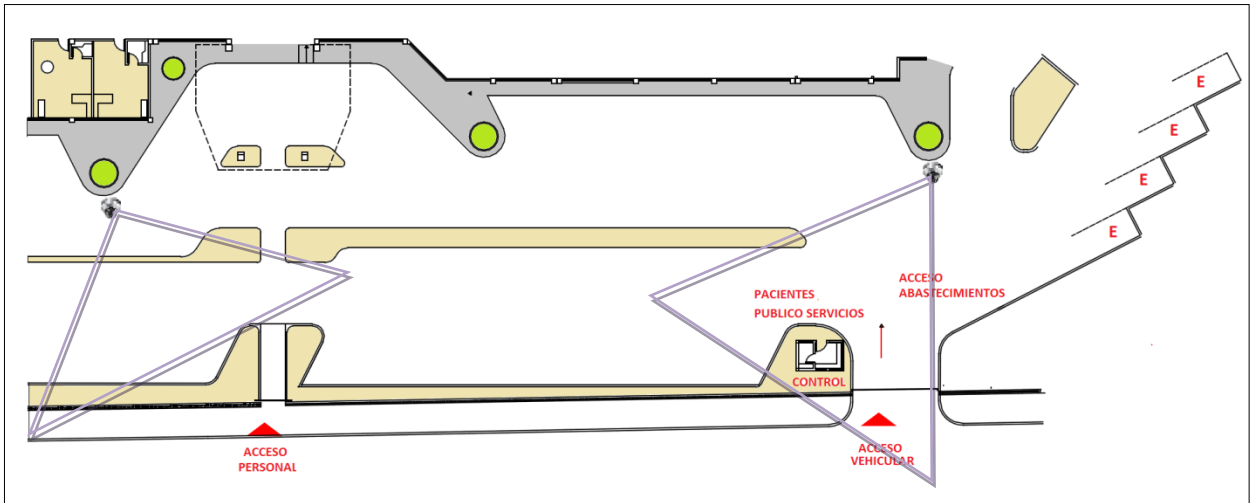 E
E
E
E
ACCESO
ABASTECIMIENTOS
PACIENTES
PUBLICO SERVICIOS
CONTROL
ACCESO
PERSONAL
ACCESO
VEHICULAR